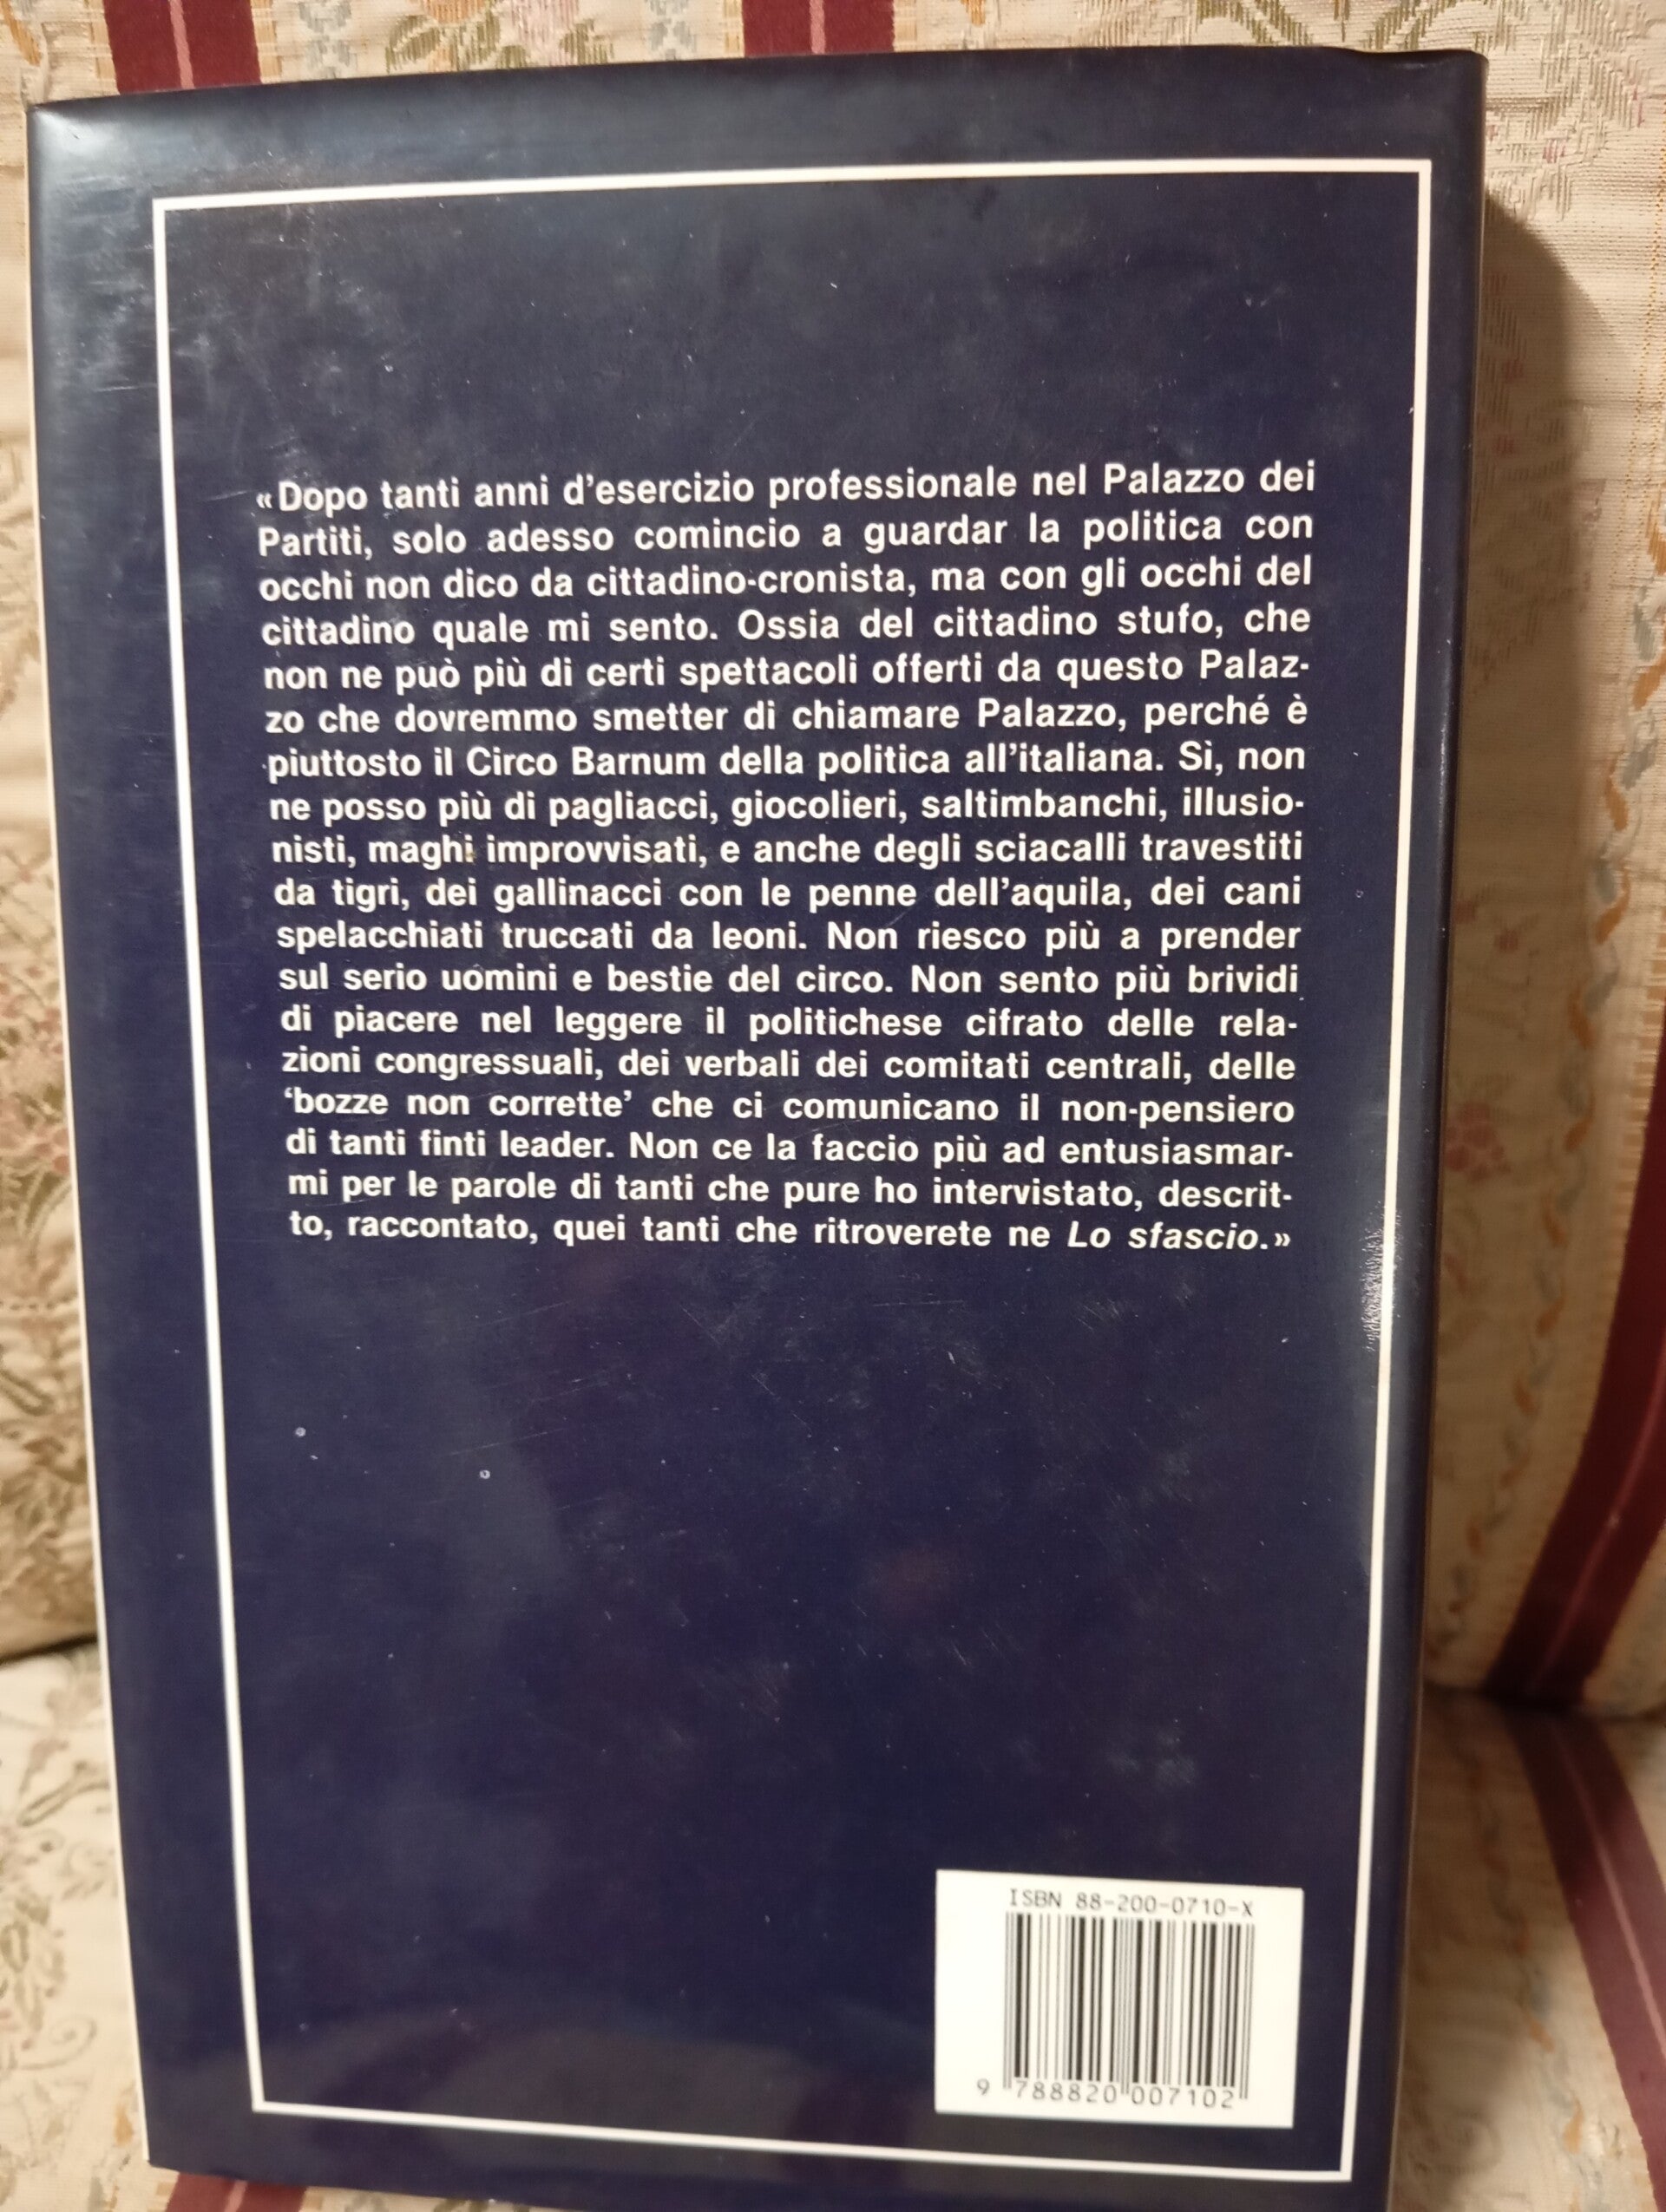 «Dopo tanti anni d'esercizio professionale nel Palazzo dei
Partiti, solo adesso comincio a guardar la politica con
occhi non dico da cittadino-cronista, ma con gli occhi del
cittadino quale mi sento. Ossia del cittadino stufo, che
non ne può più di certi spettacoli offerti da questo Palaz-
zo che dovremmo smetter di chiamare Palazzo, perché è
piuttosto il Circo Barnum della politica all'italiana. Sì, non
ne posso più di pagliacci, giocolieri, saltimbanchi, illusio-
nisti, maghi improvvisati, e anche degli sciacalli travestiti
da tigri, dei gallinacci con le penne dell'aquila, dei cani
spelacchiati truccati da leoni. Non riesco più a prender
sul serio uomini e bestie del circo. Non sento più brividi
di piacere nel leggere il politichese cifrato delle rela-
zioni congressuali, dei verbali dei comitati centrali, delle
‘bozze non corrette’ che ci comunicano il non-pensiero
di tanti finti leader. Non ce la faccio più ad entusiasmar-
mi per le parole di tanti che pure ho intervistato, descrit-
to, raccontato, quei tanti che ritroverete ne Lo sfascio.»
ISBN 88-200-0710-X
9 788820 007102